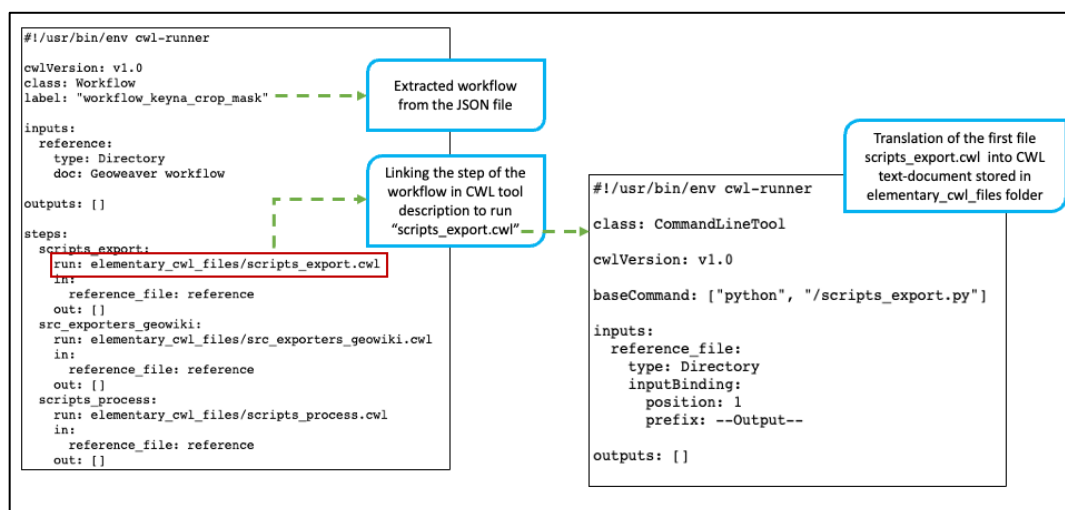 #!/usr/bin/env cwl-runner
cwlVersion: v1.0
class: Workflow
label: "workflow_keyna_crop_mask"
inputs:
reference:
type: Directory
doc: Geoweaver workflow
outputs: []
steps:
scripts_export:
run: elementary_cwl_files/scripts_export.cwl
in:
reference_file: reference
out: []
src_exporters_geowiki:
run: elementary_cwl_files/src_exporters_geowiki.cwl
in:
reference_file: reference
out: []
scripts_process:
run: elementary_cwl_files/scripts_process.cwl
in:
reference_file: reference
out: []
Extracted workflow
from the JSON file
Linking the step of the
workflow in CWL tool
description to run
“scripts_export.cwl”
Translation of the first file
scripts_export.cwl into CWL
text-document stored in
elementary_cwl_files folder
#!/usr/bin/env cwl-runner
class: CommandLineTool
cwlVersion: v1.0
baseCommand: ["python", "/scripts_export.py"]
inputs:
reference_file:
type: Directory
inputBinding:
position: 1
prefix: --Output--
outputs: []